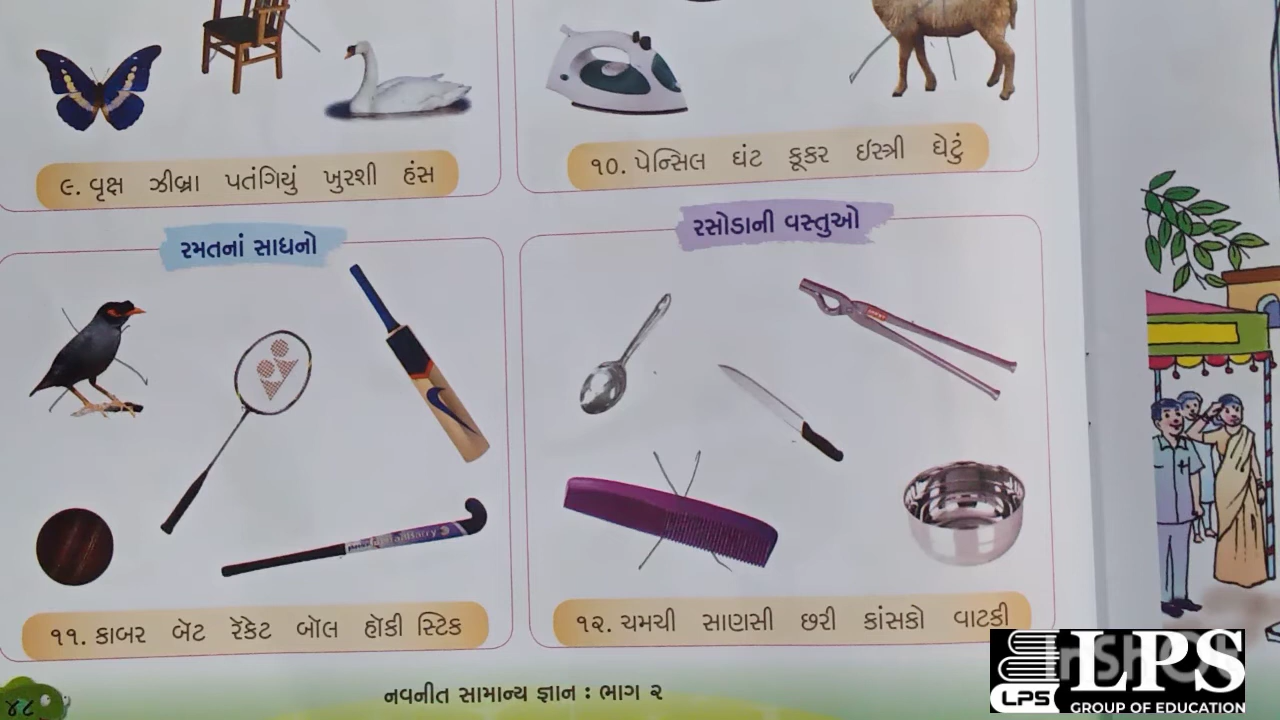 ૯. વૃક્ષ ઝીબ્રા પતંગિયું ખુરશી હંસ
૧૦. પેન્સિલ ઘંટ કૂકર ઇસ્ત્રી ઘેટું
રમતનાં સાધનો
રસોડાની વસ્તુઓ
૧૧. કાબર બૅટ રૅકેટ બૉલ હૉકી સ્ટિક
૧૨. ચમચી સાણસી છરી કાંસકો વાટકી
૪૮
નવનીત સામાન્ય જ્ઞાન : ભાગ ૨
LPS
LPS
GROUP OF EDUCATION